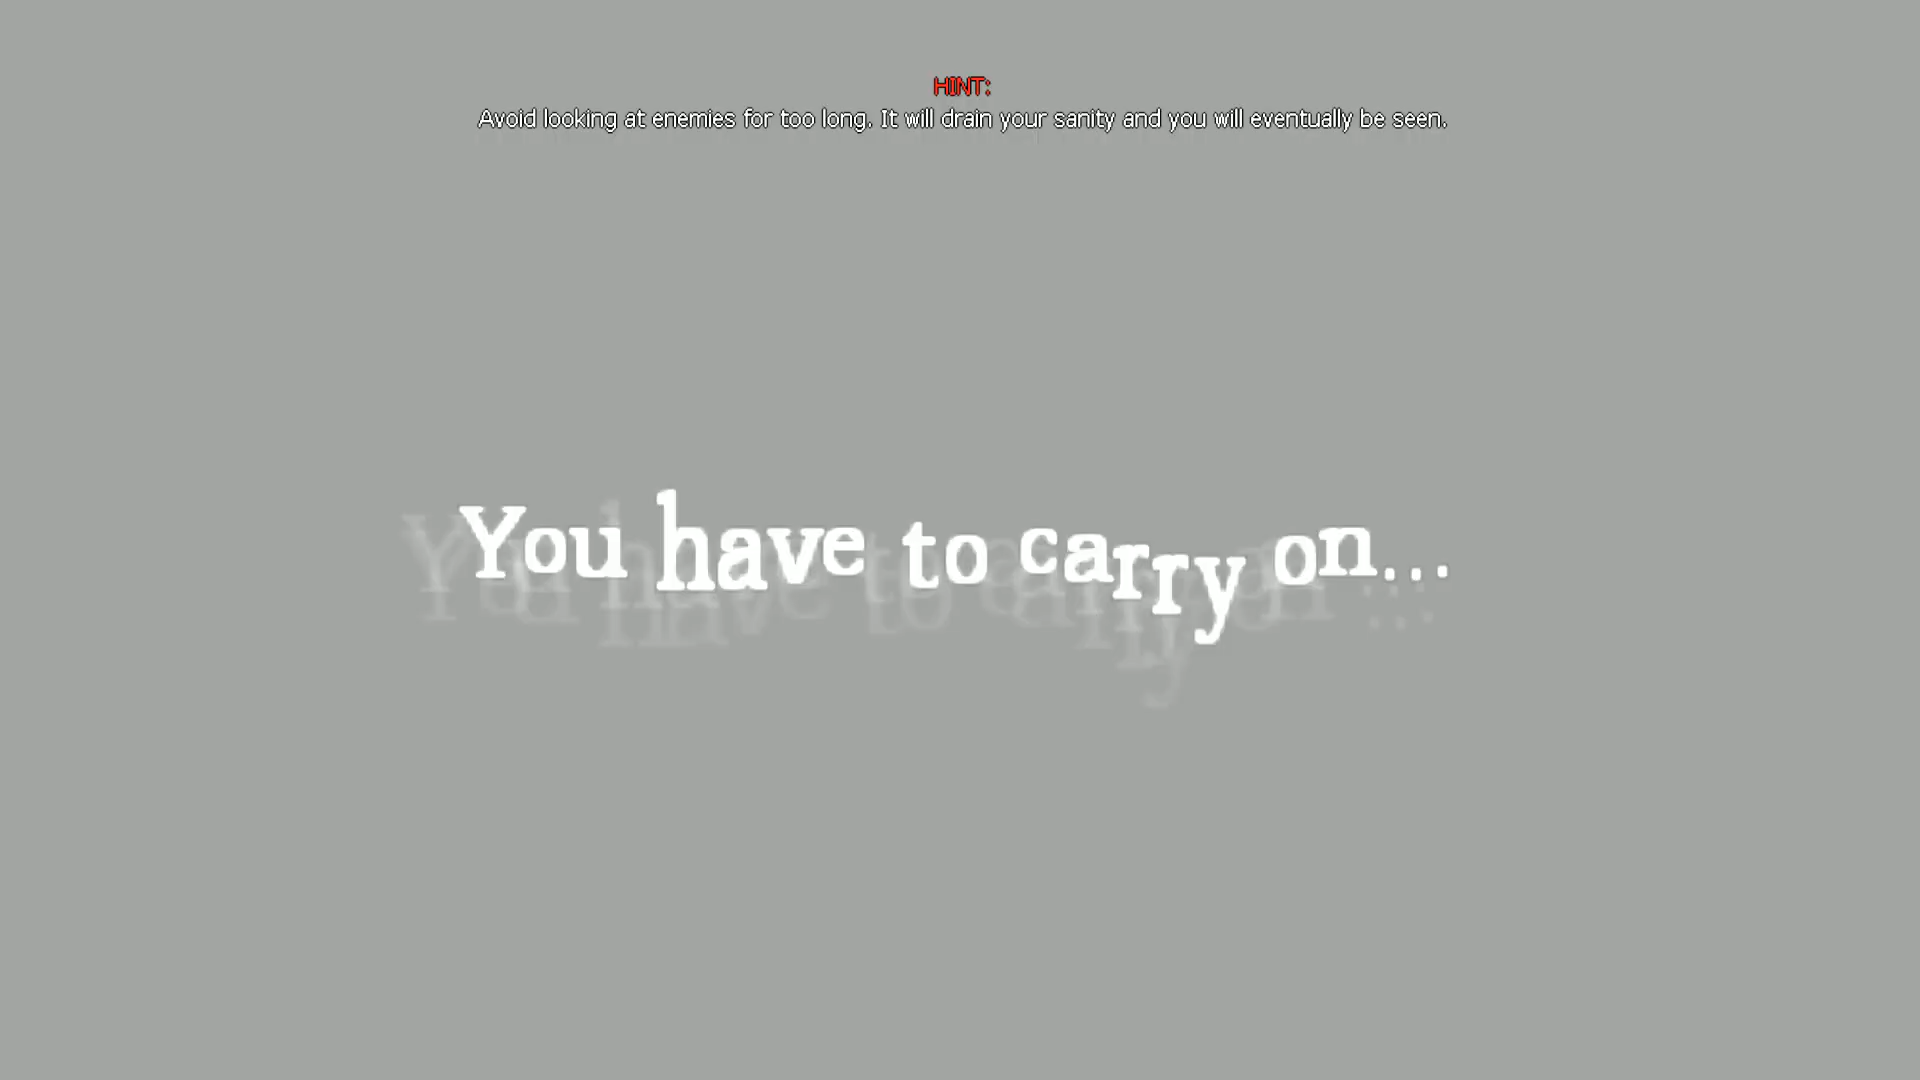 HINT:
Avoid looking at enemies for too long. It will drain your sanity and you will eventually be seen.
You have to carry on...